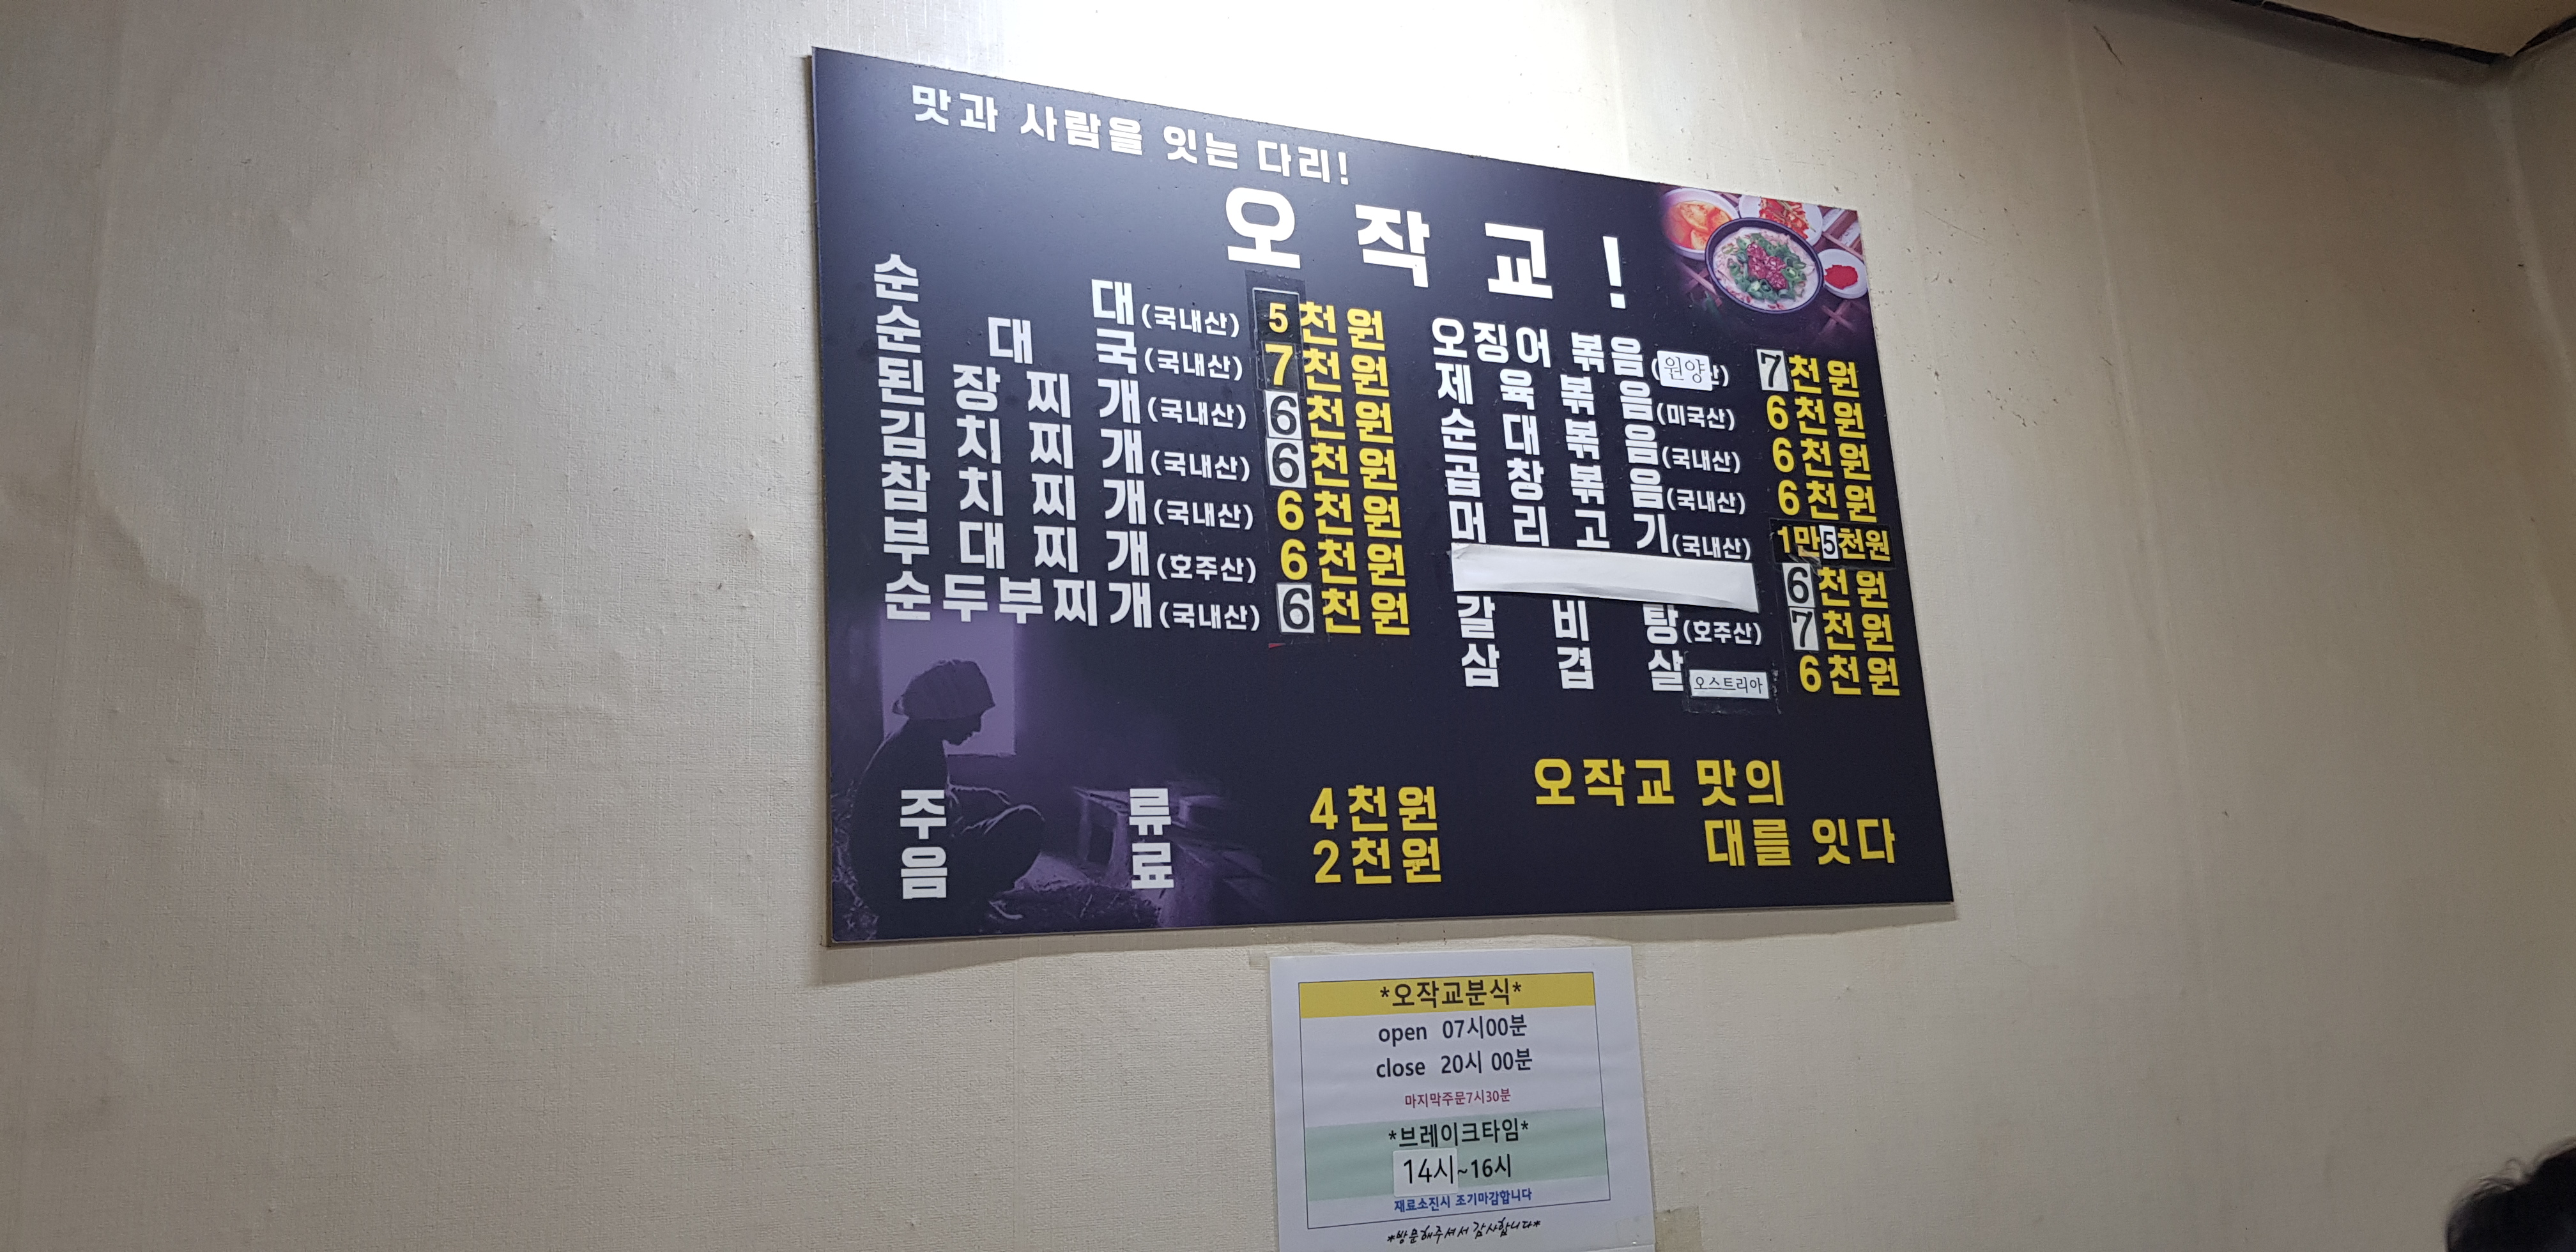 맛과 사람을 잇는 다리!
오작교!
순대(국내산) 5천원
순대국(국내산) 7천원
된장찌개(국내산) 6천원
김치찌개(국내산) 6천원
참치찌개(국내산) 6천원
부대찌개(호주산) 6천원
순두부찌개(국내산) 6천원
오징어볶음(원양산) 7천원
제육볶음(미국산) 6천원
순대볶음(국내산) 6천원
곱창볶음(국내산) 6천원
머리고기(국내산) 1만5천원
6천원
갈비탕(호주산) 7천원
삼겹살 오스트리아 6천원
주류 4천원
음료 2천원
오작교 맛의
대를 잇다
*오작교분식*
open 07시00분
close 20시 00분
마지막주문7시30분
*브레이크타임*
14시~16시
재료소진시 조기마감합니다
*방문해주셔서 감사합니다*